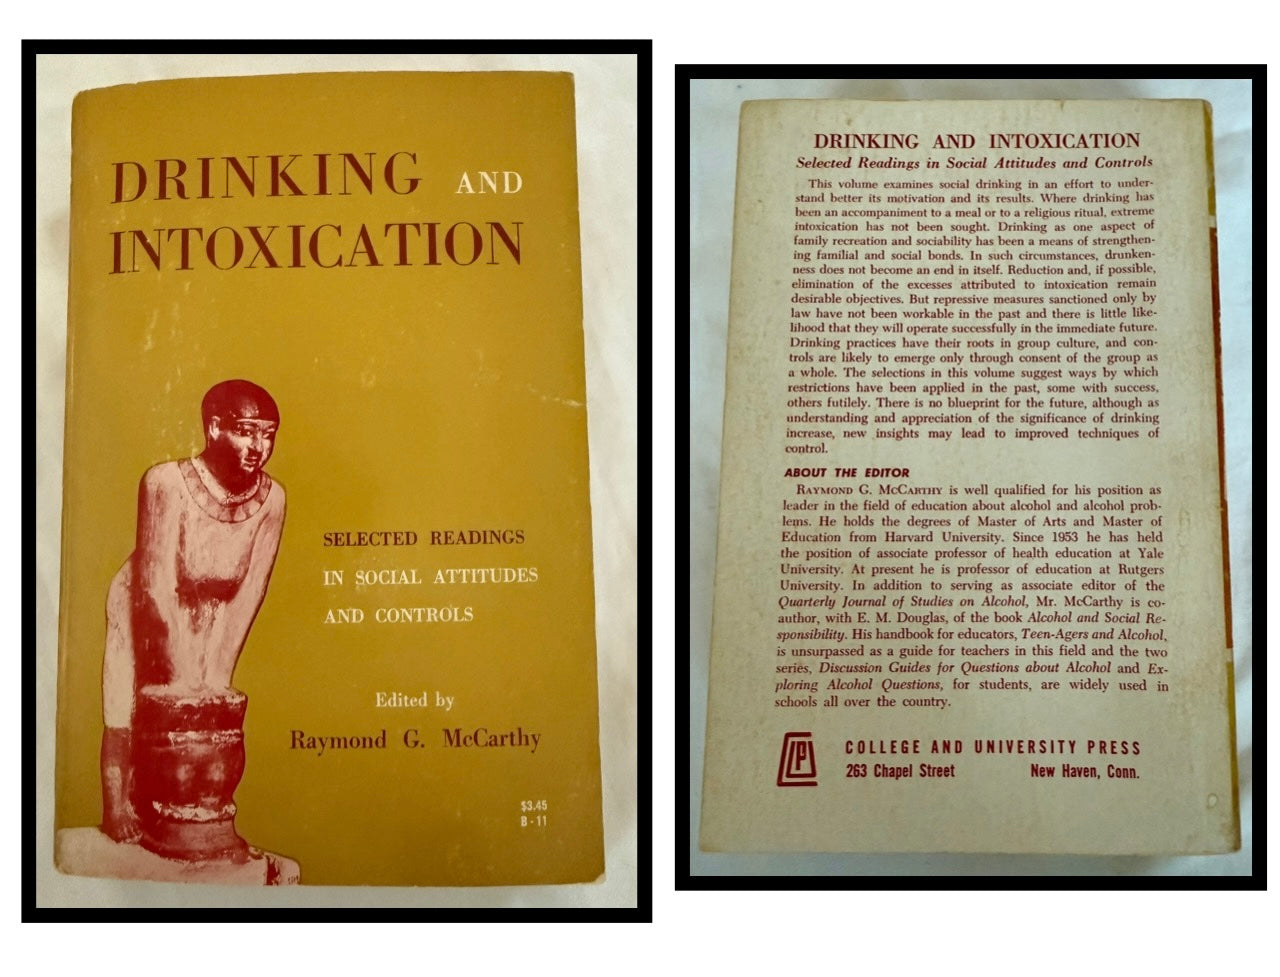 DRINKING AND
INTOXICATION
SELECTED READINGS
IN SOCIAL ATTITUDES
AND CONTROLS
Edited by
Raymond G. McCarthy
$3.45
B-11
DRINKING AND INTOXICATION
Selected Readings in Social Attitudes and Controls
This volume examines social drinking in an effort to under-
stand better its motivation and its results. Where drinking has
been an accompaniment to a meal or to a religious ritual, extreme
intoxication has not been sought. Drinking as one aspect of
family recreation and sociability has been a means of strengthen-
ing familial and social bonds. In such circumstances, drunken-
ness does not become an end in itself. Reduction and, if possible,
elimination of the excesses attributed to intoxication remain
desirable objectives. But repressive measures sanctioned only by
law have not been workable in the past and there is little like-
lihood that they will operate successfully in the immediate future.
Drinking practices have their roots in group culture, and con-
trols are likely to emerge only through consent of the group as
a whole. The selections in this volume suggest ways by which
restrictions have been applied in the past, some with success,
others futilely. There is no blueprint for the future, although as
understanding and appreciation of the significance of drinking
increase, new insights may lead to improved techniques of
control.
ABOUT THE EDITOR
RAYMOND G. MCCARTHY is well qualified for his position as
leader in the field of education about alcohol and alcohol prob-
lems. He holds the degrees of Master of Arts and Master of
Education from Harvard University. Since 1953 he has held
the position of associate professor of health education at Yale
University. At present he is professor of education at Rutgers
University. In addition to serving as associate editor of the
Quarterly Journal of Studies on Alcohol, Mr. McCarthy is co-
author, with E. M. Douglas, of the book Alcohol and Social Re-
sponsibility. His handbook for educators, Teen-Agers and Alcohol,
is unsurpassed as a guide for teachers in this field and the two
series, Discussion Guides for Questions about Alcohol and Ex-
ploring Alcohol Questions, for students, are widely used in
schools all over the country.
COLLEGE AND UNIVERSITY PRESS
263 Chapel Street New Haven, Conn.